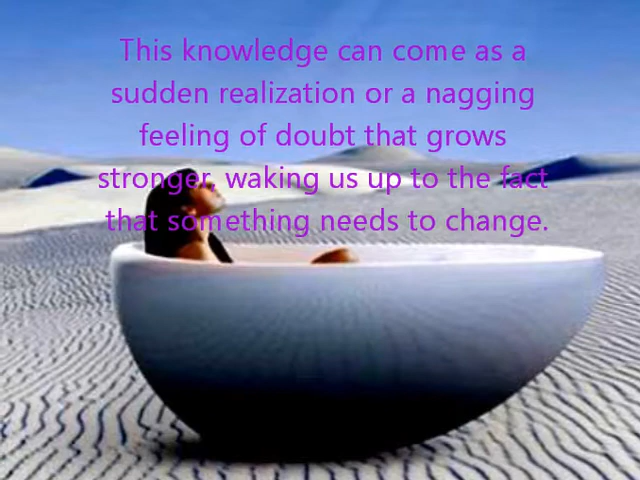 This knowledge can come as a
sudden realization or a nagging
feeling of doubt that grows
stronger, waking us up to the fact
that something needs to change.